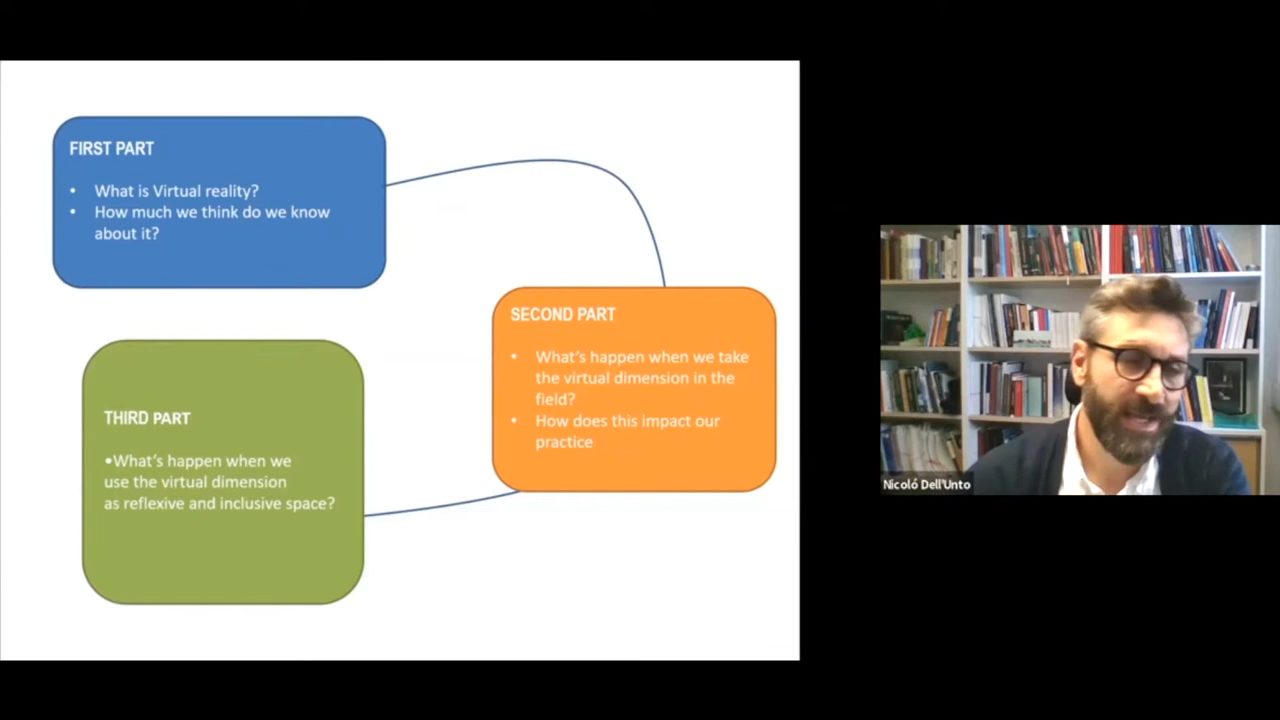 FIRST PART
• What is Virtual reality?
• How much we think do we know
about it?
SECOND PART
• What's happen when we take
the virtual dimension in the
field?
• How does this impact our
practice
THIRD PART
•What's happen when we
use the virtual dimension
as reflexive and inclusive space?
Nicoló Dell'Unto